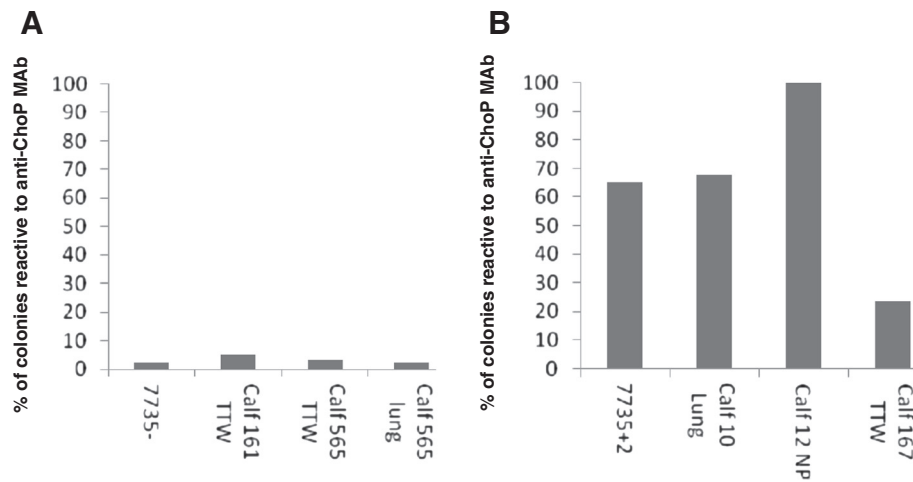 A
% of colonies reactive to anti-ChoP MAb
100
90
80
70
60
50
40
30
20
10
0
7735-
Calf 161
TTW
Calf 565
TTW
Calf 565
lung
B
% of colonies reactive to anti-ChoP MAb
100
90
80
70
60
50
40
30
20
10
0
7735+2
Calf 10
Lung
Calf 12 NP
Calf 167
TTW